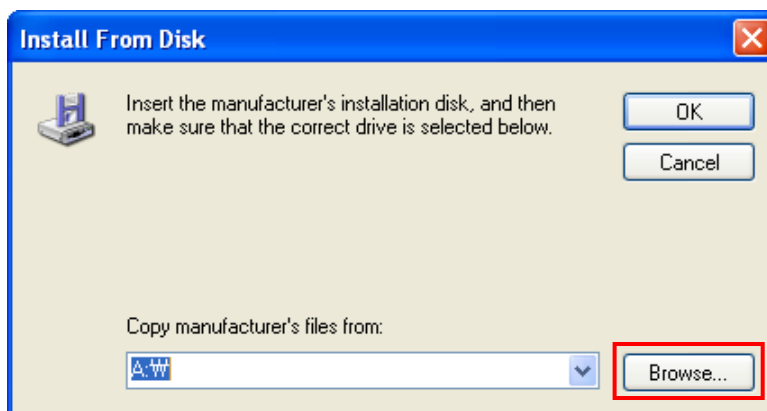 Install From Disk
Insert the manufacturer's installation disk, and then
make sure that the correct drive is selected below.
OK
Cancel
Copy manufacturer's files from:
A:₩
Browse...